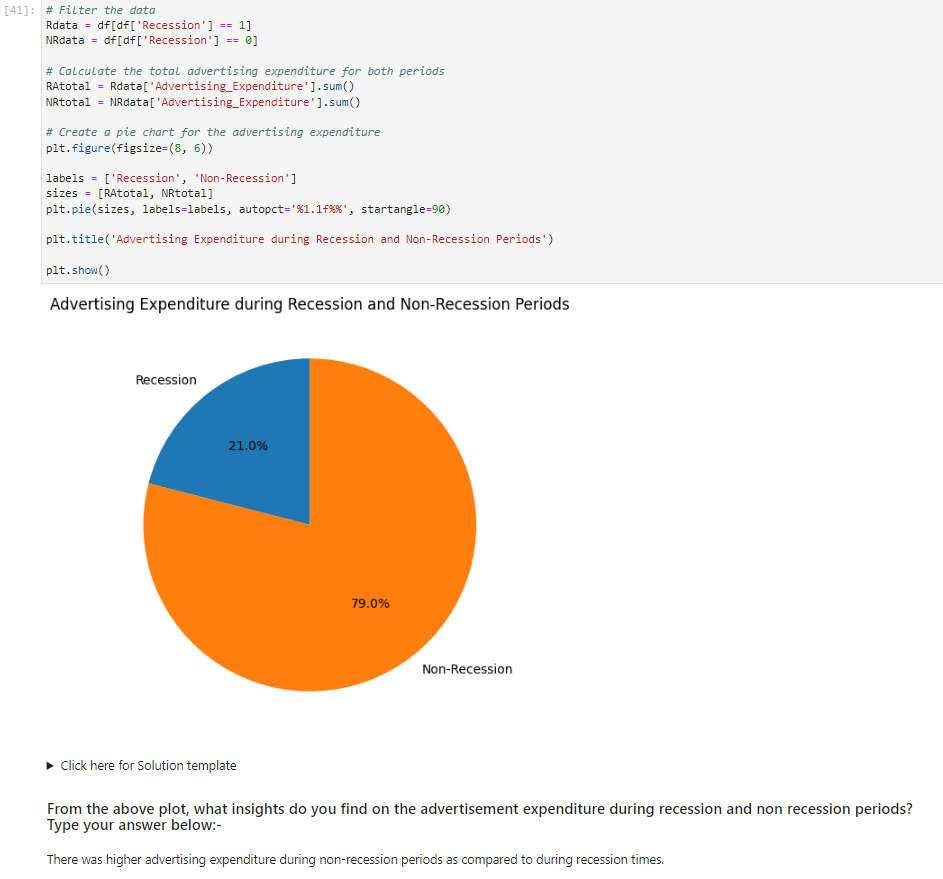 [41]: # Filter the data
Rdata = df[df['Recession'] == 1]
NRdata = df[df['Recession'] == 0]
# Calculate the total advertising expenditure for both periods
RAtotal = Rdata['Advertising_Expenditure'].sum()
NRtotal = NRdata['Advertising_Expenditure'].sum()
# Create a pie chart for the advertising expenditure
plt.figure(figsize=(8, 6))
labels = ['Recession', 'Non-Recession']
sizes = [RAtotal, NRtotal]
plt.pie(sizes, labels=labels, autopct='%1.1f%%', startangle=90)
plt.title('Advertising Expenditure during Recession and Non-Recession Periods')
plt.show()
Advertising Expenditure during Recession and Non-Recession Periods
Recession
21.0%
79.0%
Non-Recession
Click here for Solution template
From the above plot, what insights do you find on the advertisement expenditure during recession and non recession periods?
Type your answer below:-
There was higher advertising expenditure during non-recession periods as compared to during recession times.